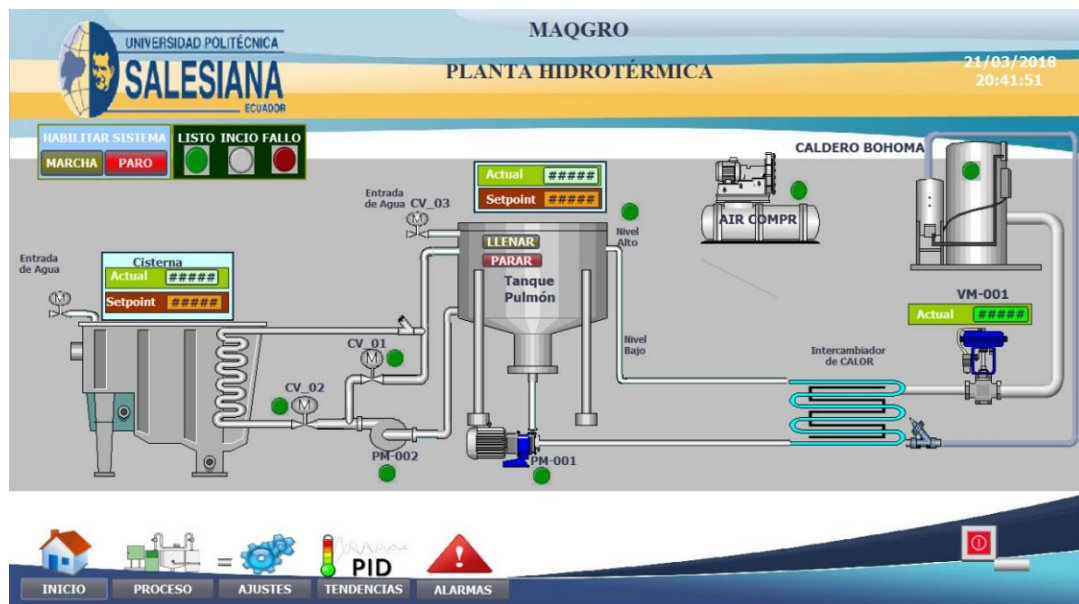 UNIVERSIDAD POLITÉCNICA
SALESIANA
ECUADOR
MAQGRO
PLANTA HIDROTÉRMICA
21/03/2018
20:41:51
HABILITAR SISTEMA
MARCHA PARO
LISTO INCIO FALLO
Actual #####
Setpoint #####
CALDERO BOHOMA
AIR COMPR
Entrada
de Agua CV_03
Nivel
Alto
LLENAR
PARAR
Tanque
Pulmón
Entrada
de Agua
Cisterna
Actual #####
Setpoint #####
VM-001
Actual #####
Nivel
Bajo
Intercambiador
de CALOR
CV_01
M
CV_02
M
PM-002
PM-001
PID
INICIO PROCESO AJUSTES TENDENCIAS ALARMAS